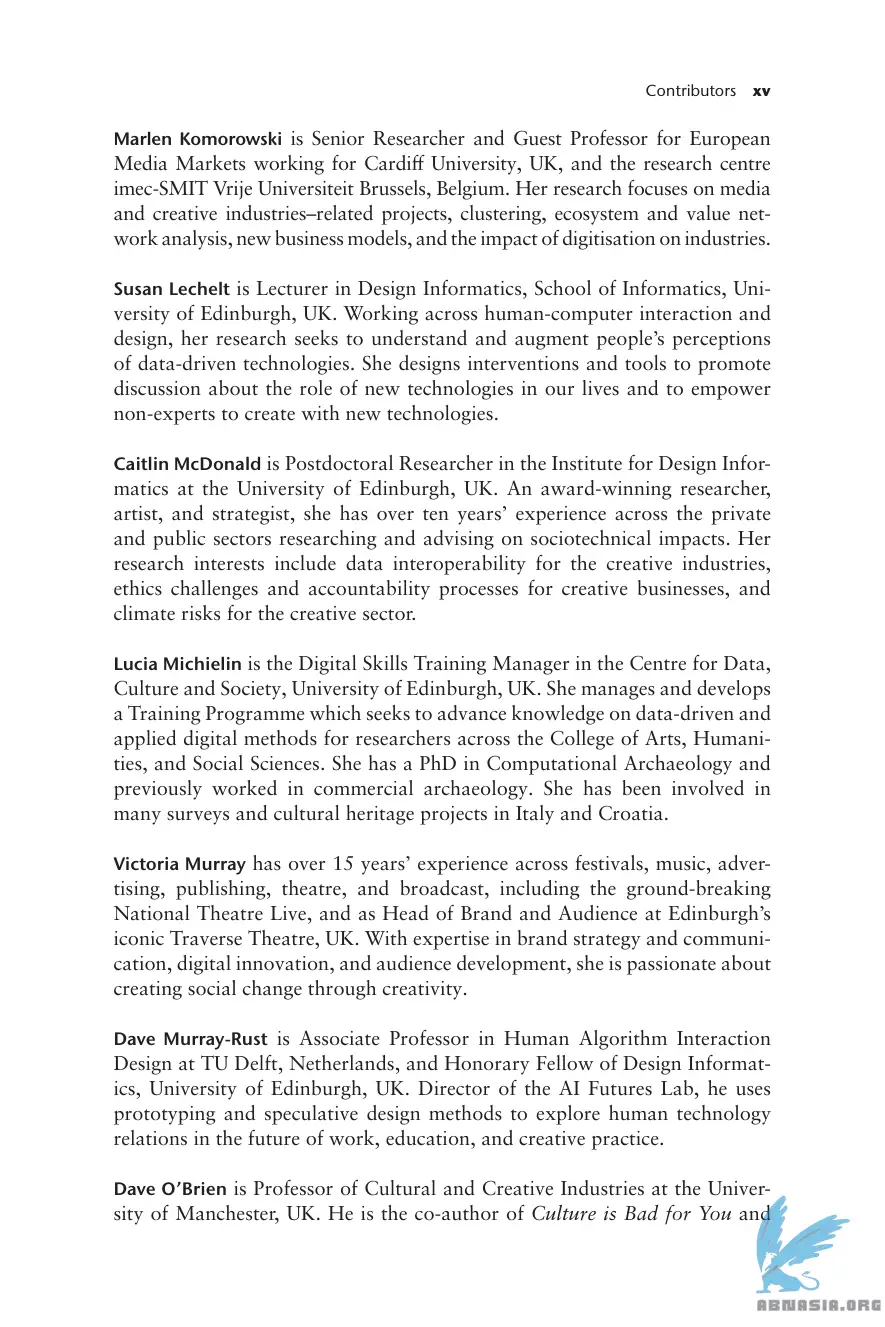 Contributors xv
Marlen Komorowski is Senior Researcher and Guest Professor for European
Media Markets working for Cardiff University, UK, and the research centre
imec-SMIT Vrije Universiteit Brussels, Belgium. Her research focuses on media
and creative industries–related projects, clustering, ecosystem and value net-
work analysis, new business models, and the impact of digitisation on industries.
Susan Lechelt is Lecturer in Design Informatics, School of Informatics, Uni-
versity of Edinburgh, UK. Working across human-computer interaction and
design, her research seeks to understand and augment people’s perceptions
of data-driven technologies. She designs interventions and tools to promote
discussion about the role of new technologies in our lives and to empower
non-experts to create with new technologies.
Caitlin McDonald is Postdoctoral Researcher in the Institute for Design Infor-
matics at the University of Edinburgh, UK. An award-winning researcher,
artist, and strategist, she has over ten years’ experience across the private
and public sectors researching and advising on sociotechnical impacts. Her
research interests include data interoperability for the creative industries,
ethics challenges and accountability processes for creative businesses, and
climate risks for the creative sector.
Lucia Michielin is the Digital Skills Training Manager in the Centre for Data,
Culture and Society, University of Edinburgh, UK. She manages and develops
a Training Programme which seeks to advance knowledge on data-driven and
applied digital methods for researchers across the College of Arts, Humani-
ties, and Social Sciences. She has a PhD in Computational Archaeology and
previously worked in commercial archaeology. She has been involved in
many surveys and cultural heritage projects in Italy and Croatia.
Victoria Murray has over 15 years’ experience across festivals, music, adver-
tising, publishing, theatre, and broadcast, including the ground-breaking
National Theatre Live, and as Head of Brand and Audience at Edinburgh’s
iconic Traverse Theatre, UK. With expertise in brand strategy and communi-
cation, digital innovation, and audience development, she is passionate about
creating social change through creativity.
Dave Murray-Rust is Associate Professor in Human Algorithm Interaction
Design at TU Delft, Netherlands, and Honorary Fellow of Design Informat-
ics, University of Edinburgh, UK. Director of the AI Futures Lab, he uses
prototyping and speculative design methods to explore human technology
relations in the future of work, education, and creative practice.
Dave O’Brien is Professor of Cultural and Creative Industries at the Univer-
sity of Manchester, UK. He is the co-author of Culture is Bad for You and
ABNASIA.ORG